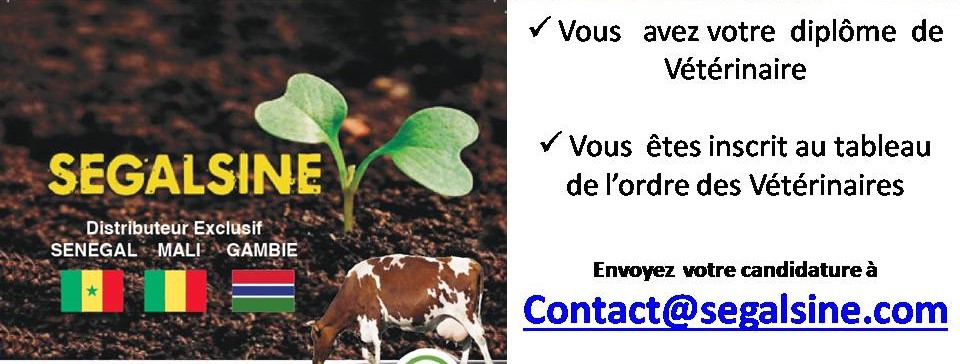 SEGALSINE
Distributeur Exclusif
SENEGAL MALI GAMBIE
✓ Vous avez votre diplôme de
Vétérinaire
✓ Vous êtes inscrit au tableau
de l'ordre des Vétérinaires
Envoyez votre candidature à
Contact@segalsine.com